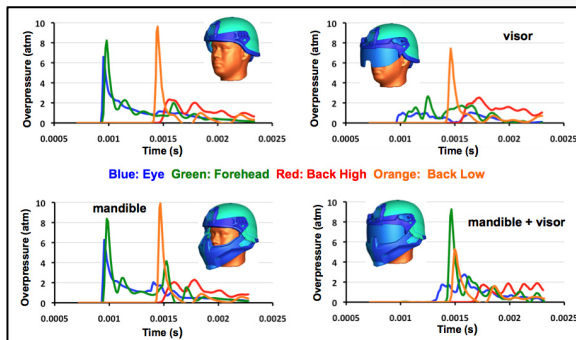 Overpressure (atm)
10
8
6
4
2
0
0.0005 0.001 0.0015 0.002 0.0025
Time (s)
visor
Overpressure (atm)
10
8
6
4
2
0
0.0005 0.001 0.0015 0.002 0.0025
Time (s)
Blue: Eye Green: Forehead Red: Back High Orange: Back Low
mandible
Overpressure (atm)
10
8
6
4
2
0
0.0005 0.001 0.0015 0.002 0.0025
Time (s)
mandible + visor
Overpressure (atm)
10
8
6
4
2
0
0.0005 0.001 0.0015 0.002 0.0025
Time (s)